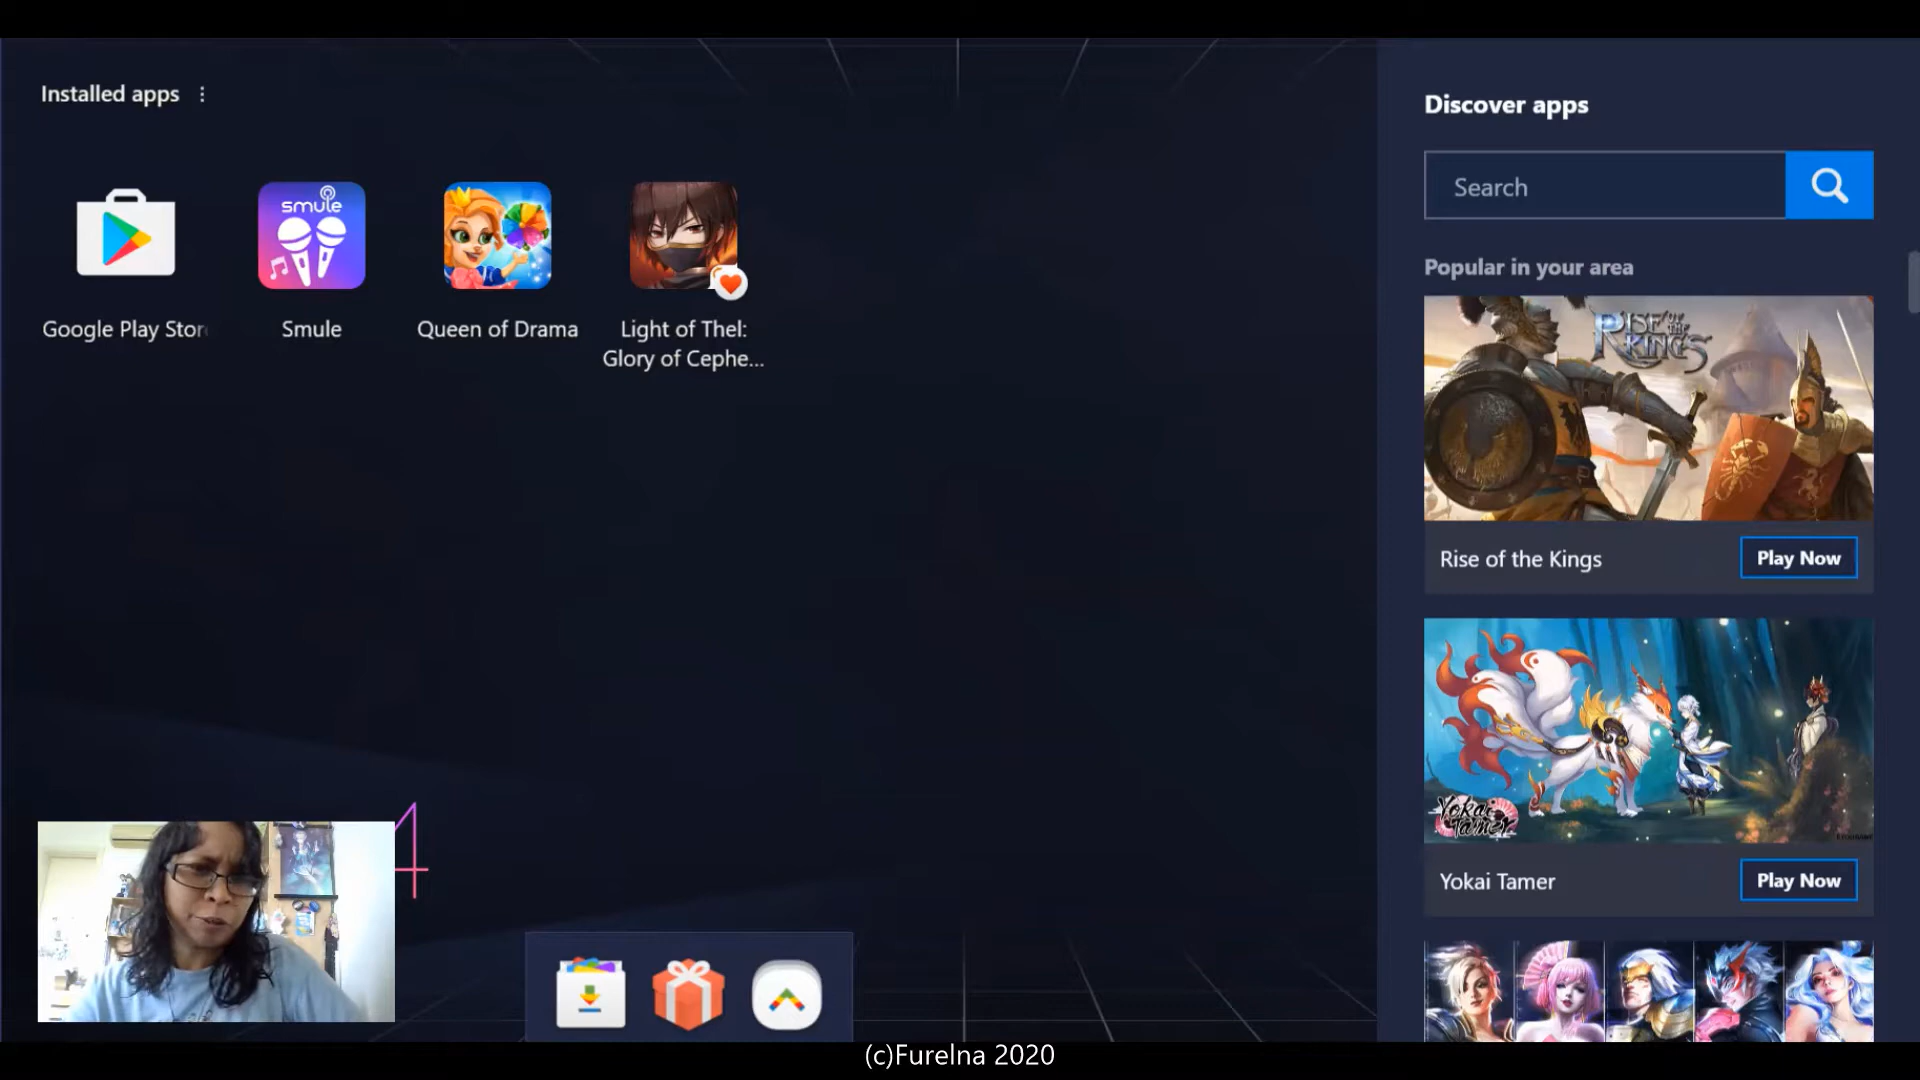 Installed apps
Discover apps
Search
smule
Google Play Stor
Smule
Queen of Drama
Light of Thel:
Glory of Cephe...
Popular in your area
RISE OF THE KINGS
Rise of the Kings
Play Now
Yokai
Tamer
Yokai Tamer
Play Now
4
(c)FureIna 2020